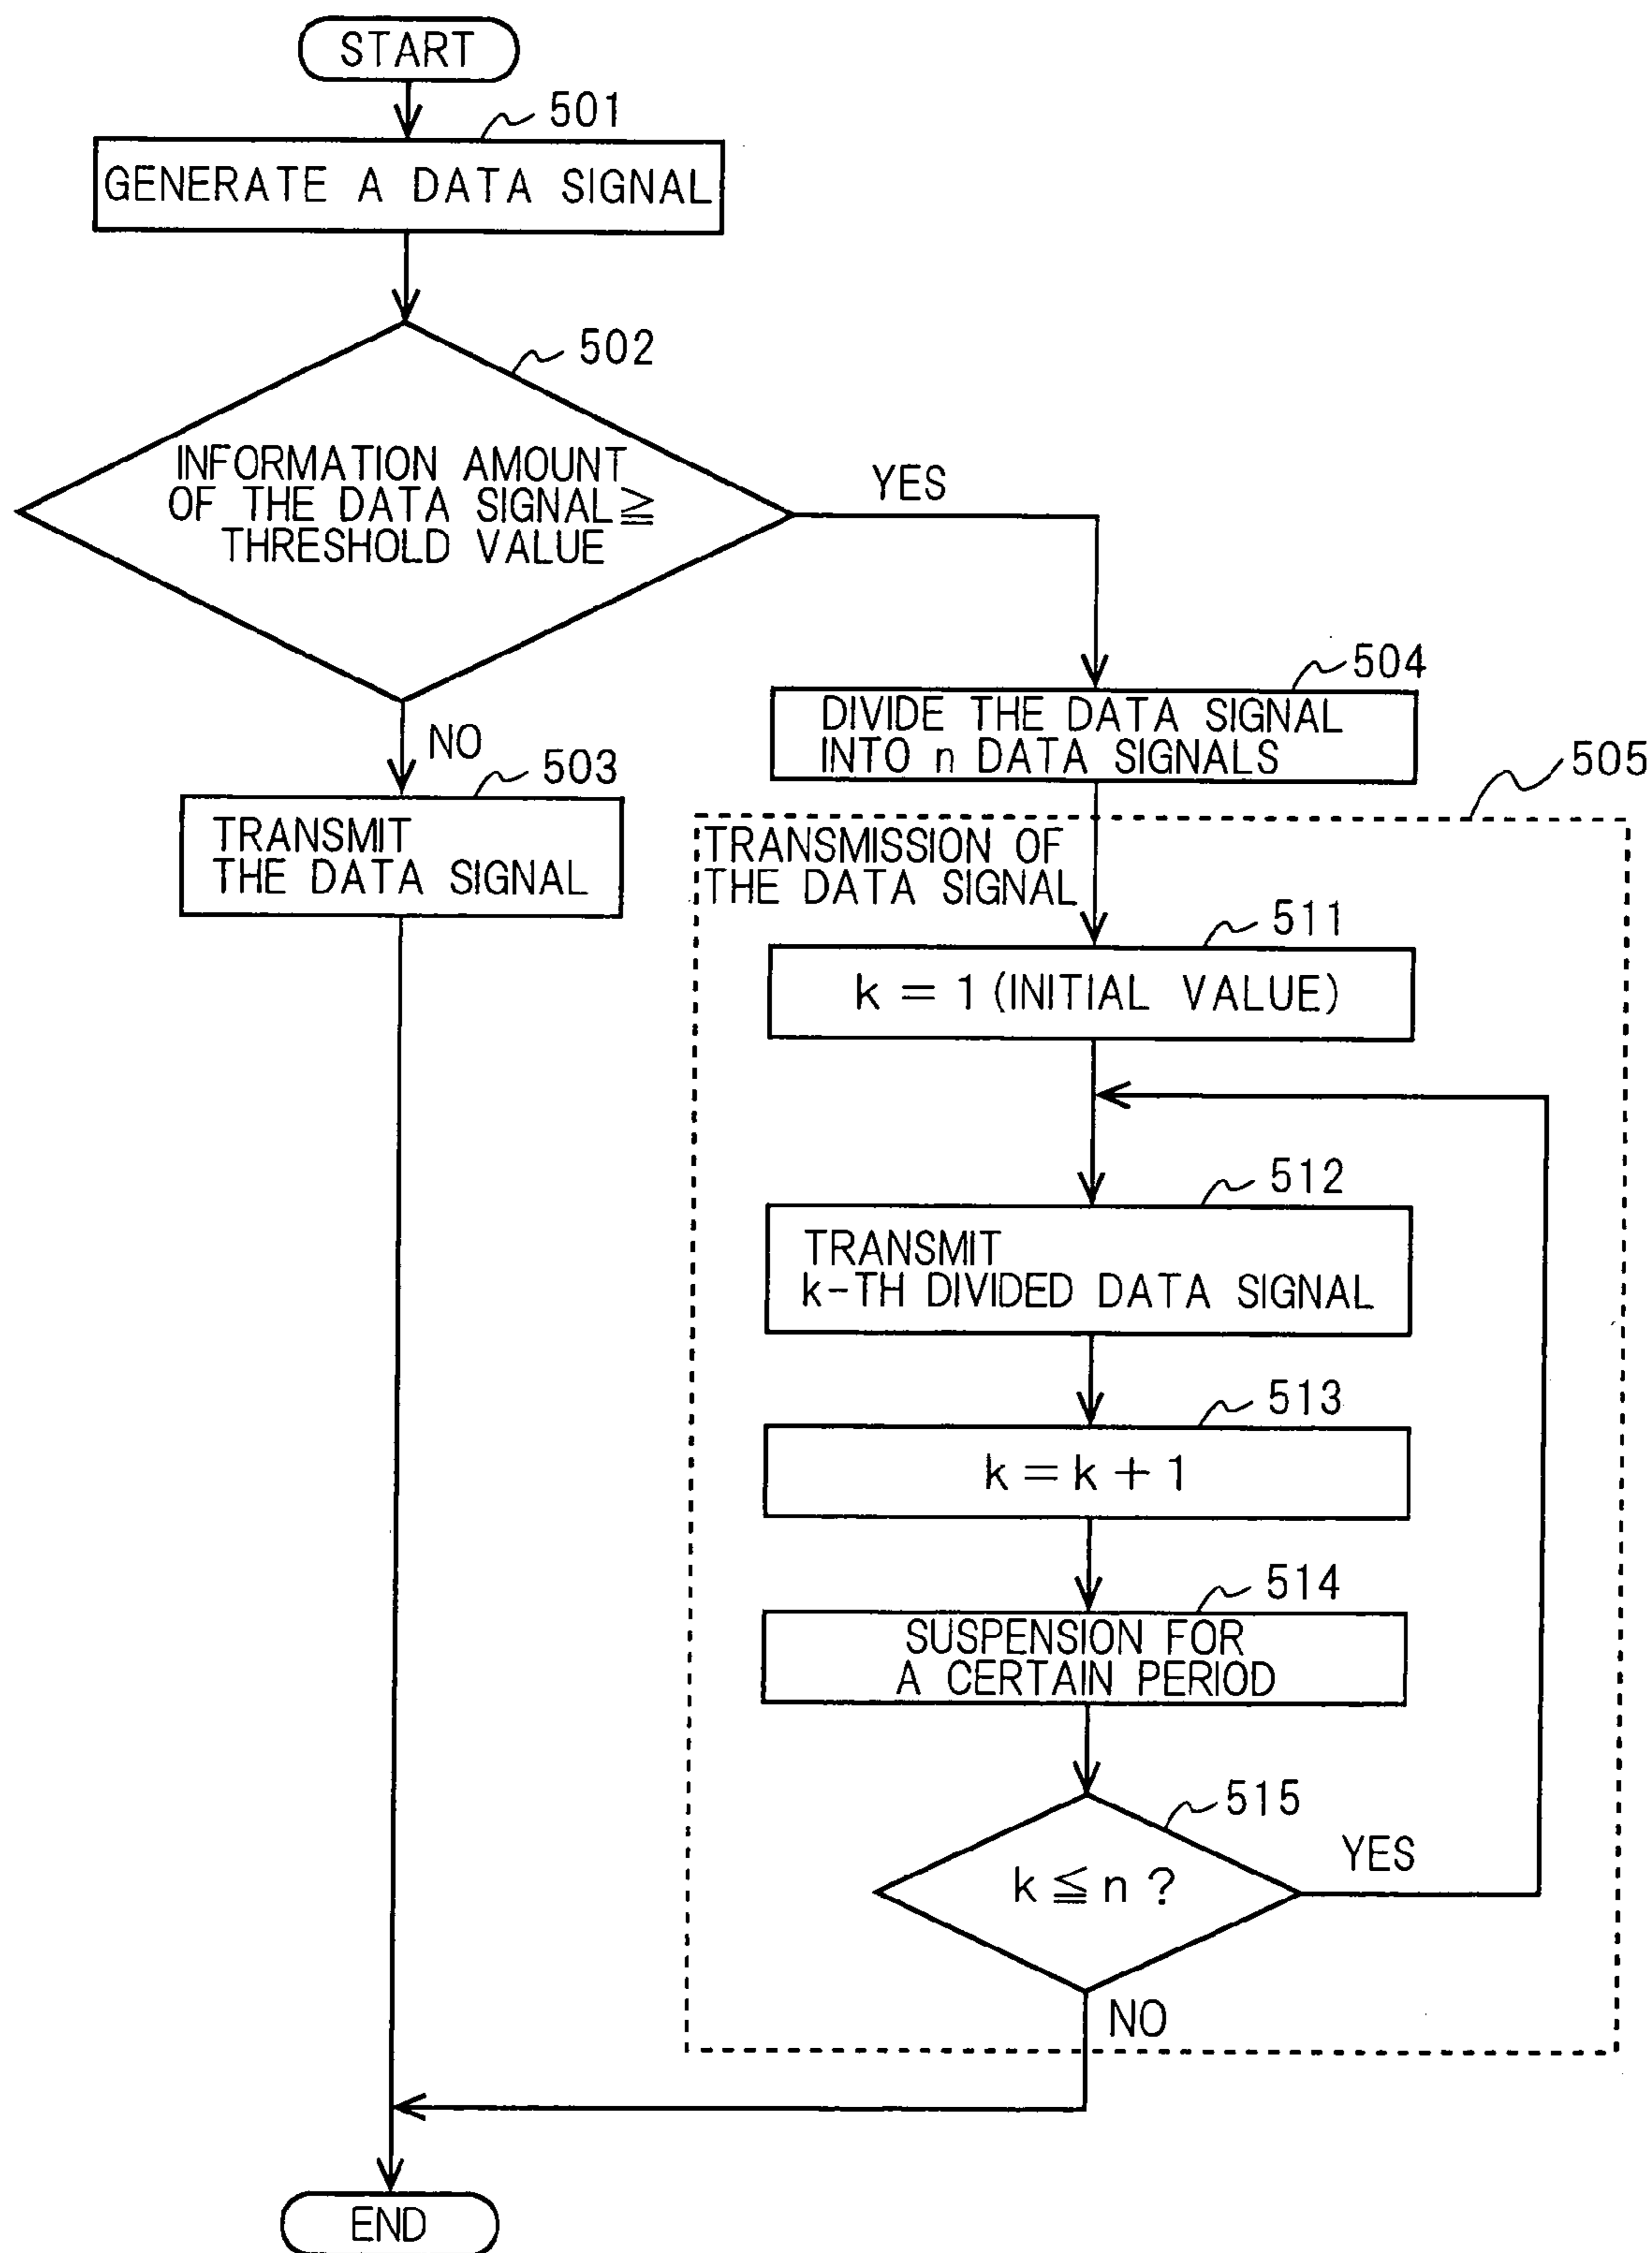 START
501
GENERATE A DATA SIGNAL
502
INFORMATION AMOUNT
OF THE DATA SIGNAL≧
THRESHOLD VALUE
YES
NO
503
TRANSMIT
THE DATA SIGNAL
504
DIVIDE THE DATA SIGNAL
INTO n DATA SIGNALS
505
TRANSMISSION OF
THE DATA SIGNAL
511
k = 1 (INITIAL VALUE)
512
TRANSMIT
k-TH DIVIDED DATA SIGNAL
513
k = k + 1
514
SUSPENSION FOR
A CERTAIN PERIOD
515
k ≦ n ?
YES
NO
END